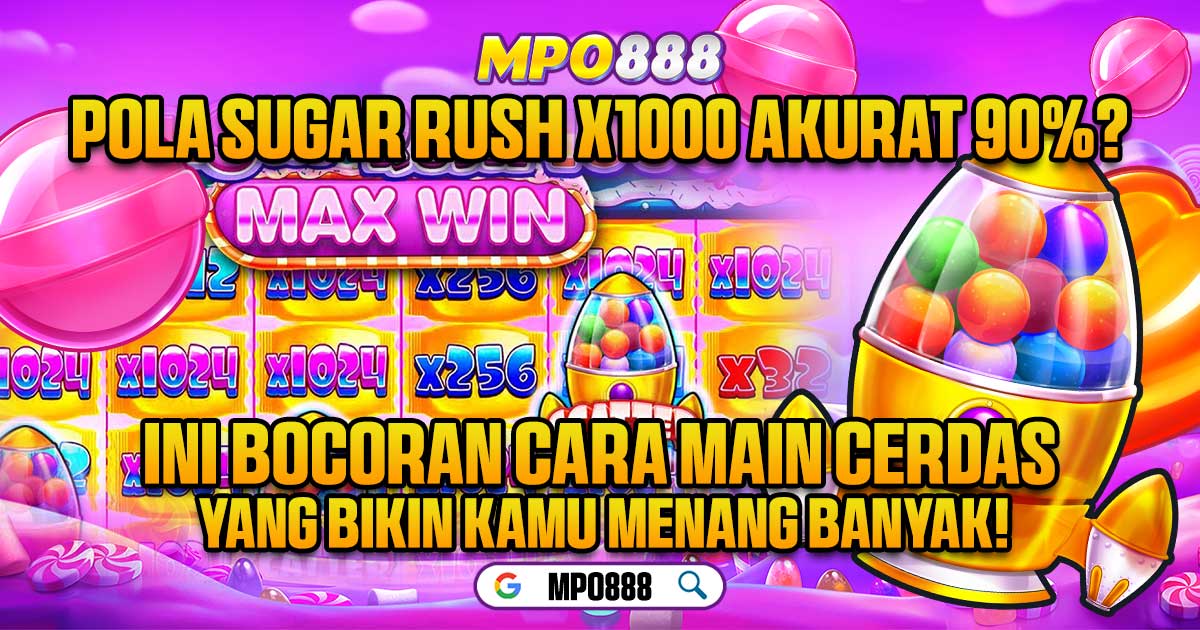 MPO888
POLA SUGAR RUSH X1000 AKURAT 90%?
MAX WIN
x1024 x256 x1024 x1024
1024 x1024 x1024 x256 x32
INI BOCORAN CARA MAIN CERDAS
YANG BIKIN KAMU MENANG BANYAK!
G MPO888